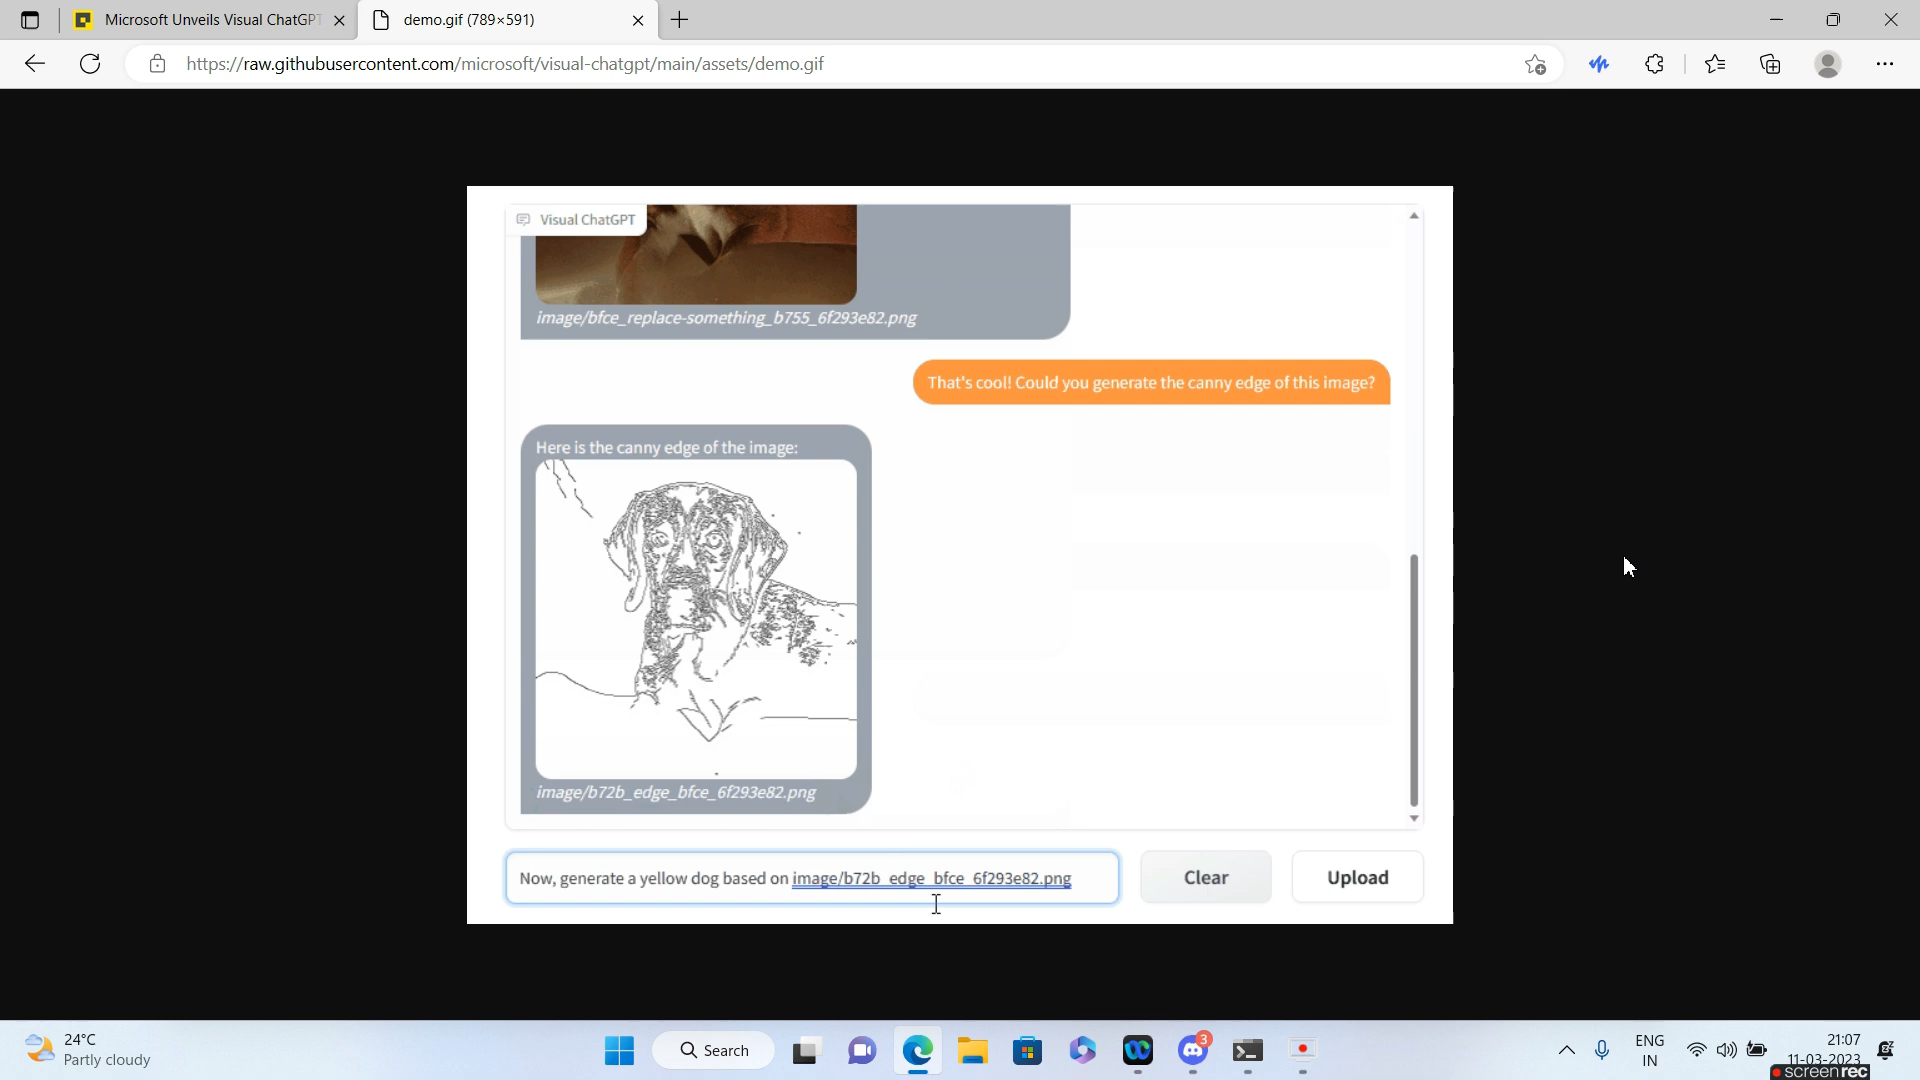 Microsoft Unveils Visual ChatGPT
demo.gif (789×591)
https://raw.githubusercontent.com/microsoft/visual-chatgpt/main/assets/demo.gif
Visual ChatGPT
image/bfce_replace-something_b755_6f293e82.png
That's cool! Could you generate the canny edge of this image?
Here is the canny edge of the image:
image/b72b_edge_bfce_6f293e82.png
Now, generate a yellow dog based on image/b72b_edge_bfce_6f293e82.png
Clear
Upload
24°C
Partly cloudy
Search
3
ENG
IN
21:07
11-03-2023
screenrec